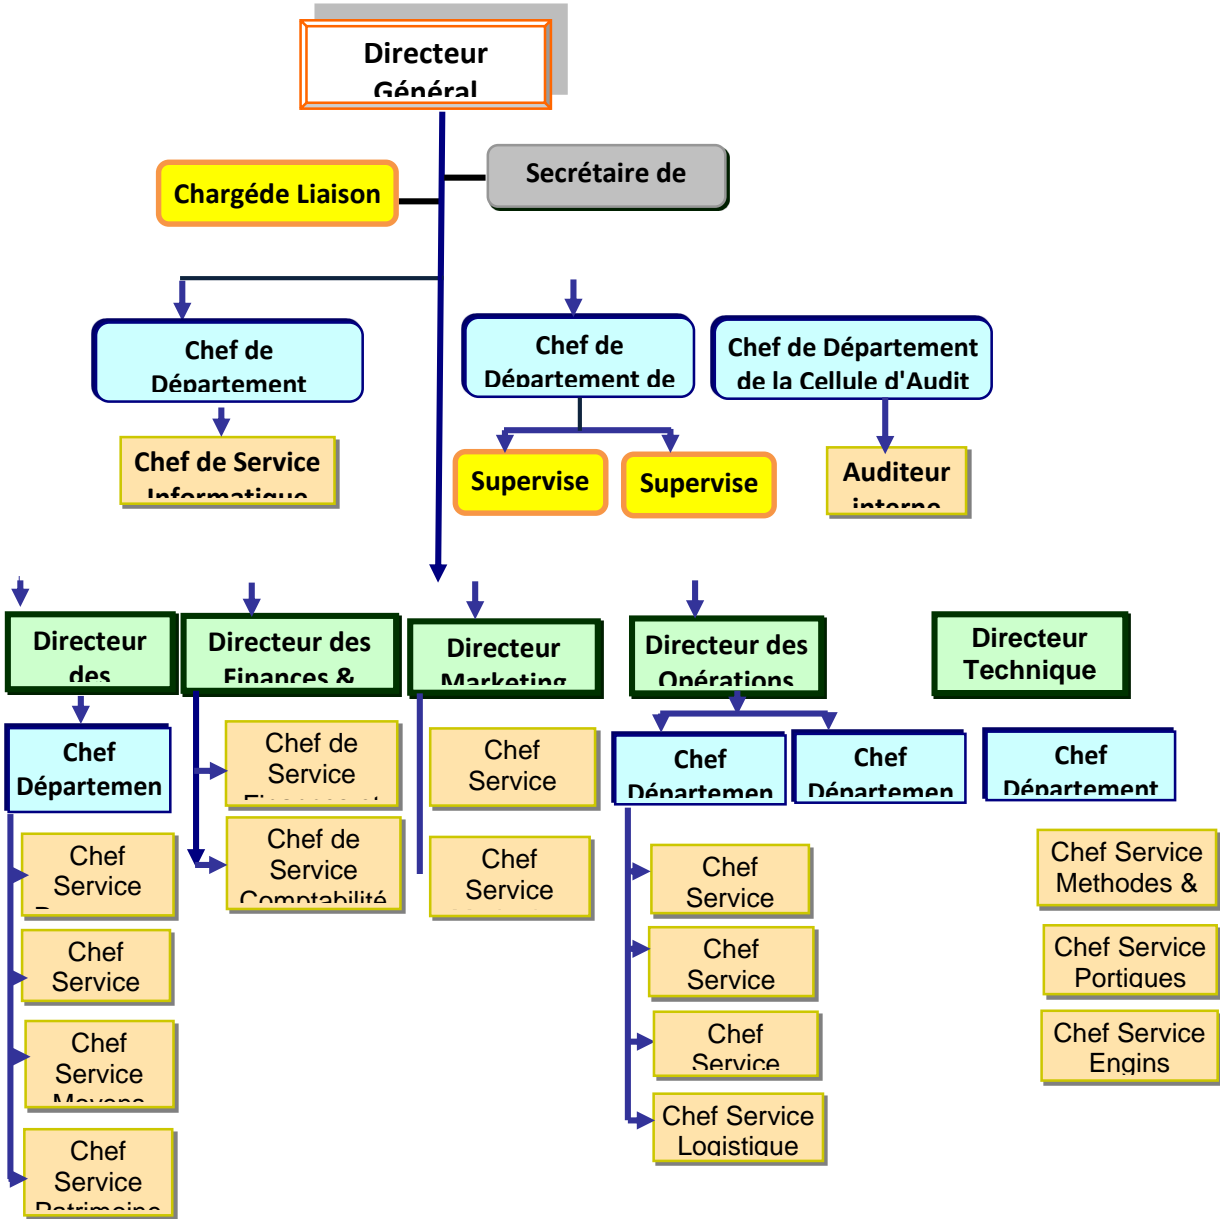 Directeur
Général
Secrétaire de
Chargéde Liaison
Chef de
Département
Chef de
Département de
Chef de Département
de la Cellule d'Audit
Chef de Service
Informatique
Supervise
Supervise
Auditeur
interne
Directeur
des
Directeur des
Finances &
Directeur
Marketing
Directeur des
Opérations
Directeur
Technique
Chef
Départemen
Chef de
Service
Finances et
Chef de
Service
Comptabilité
Chef
Service
Chef
Service
Chef
Départemen
Chef
Départemen
Chef
Département
Chef
Service
Chef
Service
Chef
Service
Moyens
Chef
Service
Patrimoine
Chef
Service
Chef
Service
Chef
Service
Chef Service
Logistique
Chef Service
Methodes &
Chef Service
Portiques
Chef Service
Engins